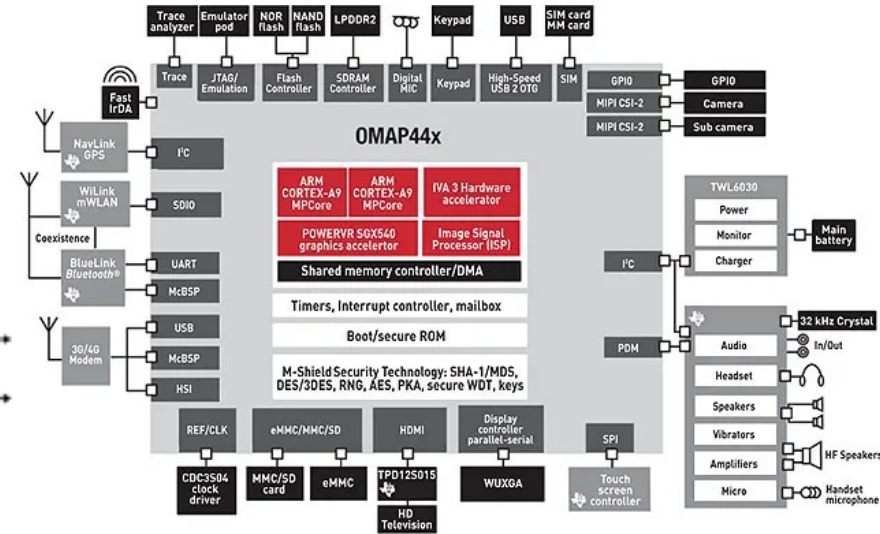 Trace
analyzer
Emulator
pod
NOR
flash
NAND
flash
LPDDR2
Keypad
USB
SIM card
MM card
Trace
JTAG/
Emulation
Flash
Controller
SDRAM
Controller
Digital
MIC
Keypad
High-Speed
USB 2 OTG
SIM
GPIO
GPIO
MIPI CSI-2
Camera
MIPI CSI-2
Sub camera
Fast
IrDA
OMAP44x
NavLink
GPS
I²C
WiLink
mWLAN
SDIO
Coexistence
BlueLink
Bluetooth®
UART
McBSP
3G/4G
Modem
USB
McBSP
HSI
ARM
CORTEX-A9
MPCore
ARM
CORTEX-A9
MPCore
IVA 3 Hardware
accelerator
POWERVR SGX540
graphics accelertor
Image Signal
Processor (ISP)
Shared memory controller/DMA
Timers, Interrupt controller, mailbox
Boot/secure ROM
M-Shield Security Technology: SHA-1/MDS,
DES/3DES, RNG, AES, PKA, secure WDT, keys
I²C
PDM
TWL6030
Power
Monitor
Charger
Main
battery
32 kHz Crystal
Audio
In/Out
Headset
Speakers
Vibrators
Amplifiers
HF Speakers
Micro
Handset
microphone
REF/CLK
eMMC/MMC/SD
HDMI
Display
controller
parallel-serial
SPI
CDC3S04
clock
driver
MMC/SD
card
eMMC
TPD12S015
HD
Television
WUXGA
Touch
screen
controller
*
*